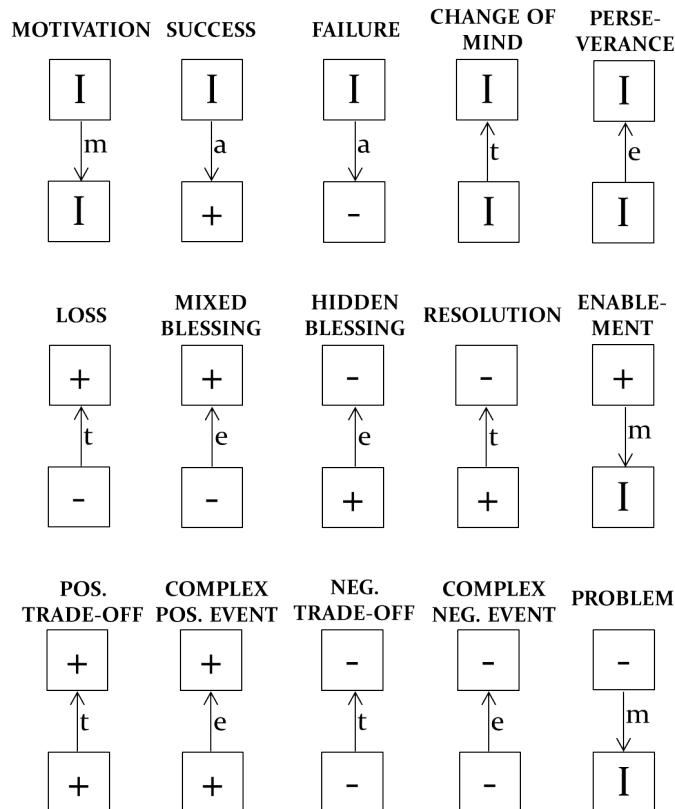 MOTIVATION SUCCESS FAILURE CHANGE OF MIND PERSE-VERANCE
I I I I I
m a a t e
I + - I I
LOSS MIXED BLESSING HIDDEN BLESSING RESOLUTION ENABLE-MENT
+ + - - +
t e e t m
- - + + I
POS. TRADE-OFF COMPLEX POS. EVENT NEG. TRADE-OFF COMPLEX NEG. EVENT PROBLEM
+ + - - -
t e t e m
+ + - - I